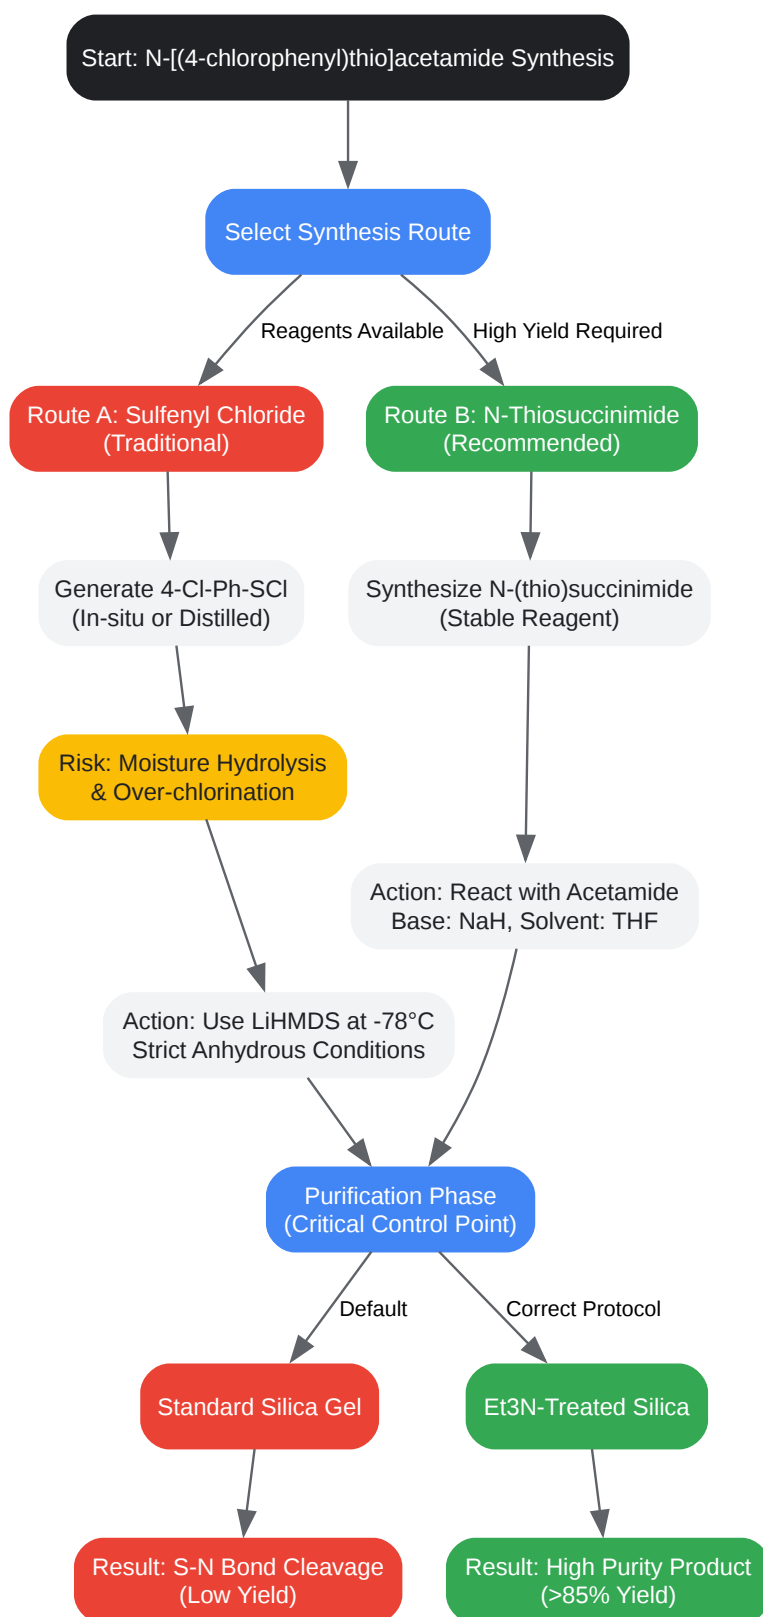 Start: N-[(4-chlorophenyl)thio]acetamide Synthesis
Select Synthesis Route
Reagents Available
High Yield Required
Route A: Sulfenyl Chloride
(Traditional)
Route B: N-Thiosuccinimide
(Recommended)
Generate 4-Cl-Ph-SCl
(In-situ or Distilled)
Synthesize N-(thio)succinimide
(Stable Reagent)
Risk: Moisture Hydrolysis
& Over-chlorination
Action: React with Acetamide
Base: NaH, Solvent: THF
Action: Use LiHMDS at -78°C
Strict Anhydrous Conditions
Purification Phase
(Critical Control Point)
Default
Correct Protocol
Standard Silica Gel
Et3N-Treated Silica
Result: S-N Bond Cleavage
(Low Yield)
Result: High Purity Product
(>85% Yield)